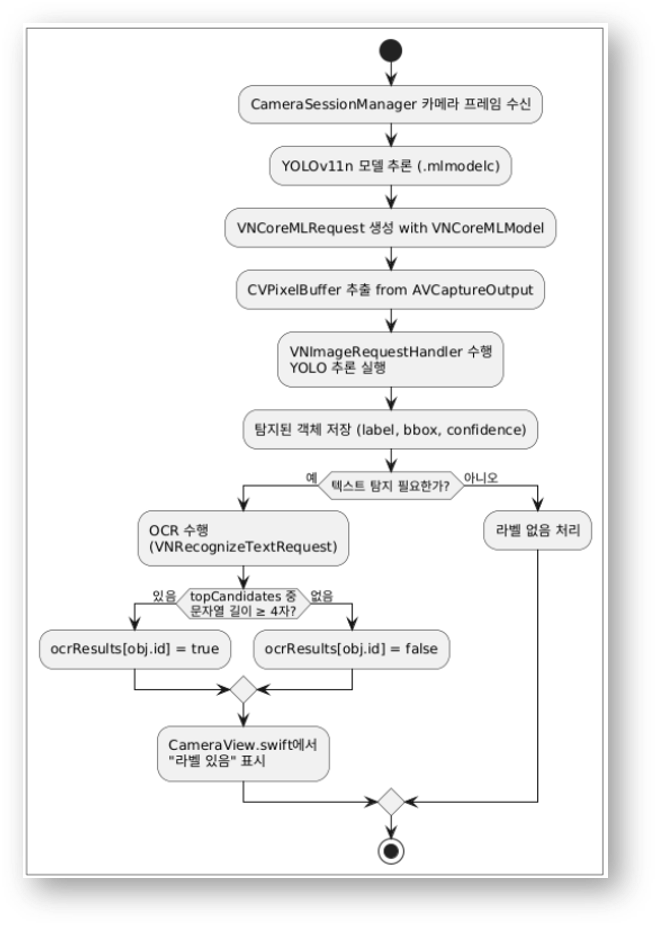 CameraSessionManager 카메라 프레임 수신
YOLOv11n 모델 추론 (.mlmodelc)
VNCoreMLRequest 생성 with VNCoreMLModel
CVPixelBuffer 추출 from AVCaptureOutput
VNImageRequestHandler 수행
YOLO 추론 실행
탐지된 객체 저장 (label, bbox, confidence)
예
텍스트 탐지 필요한가?
아니오
OCR 수행
(VNRecognizeTextRequest)
라벨 없음 처리
있음
topCandidates 중
문자열 길이 ≥ 4자?
없음
ocrResults[obj.id] = true
ocrResults[obj.id] = false
CameraView.swift에서
"라벨 있음" 표시